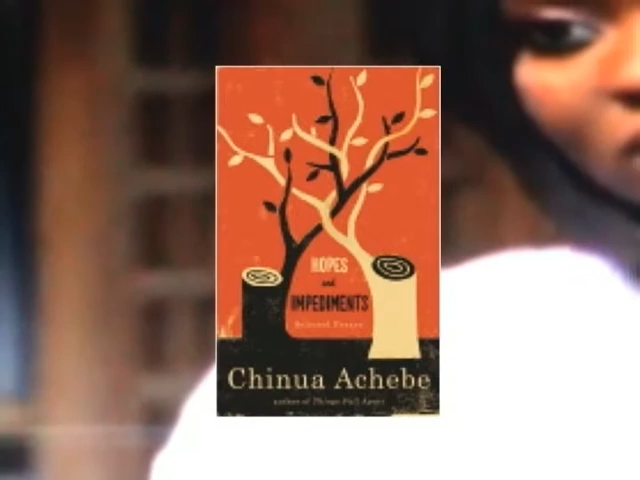 HOPES
and
IMPEDIMENTS
Selected Essays
Chinua Achebe
author of Things Fall Apart